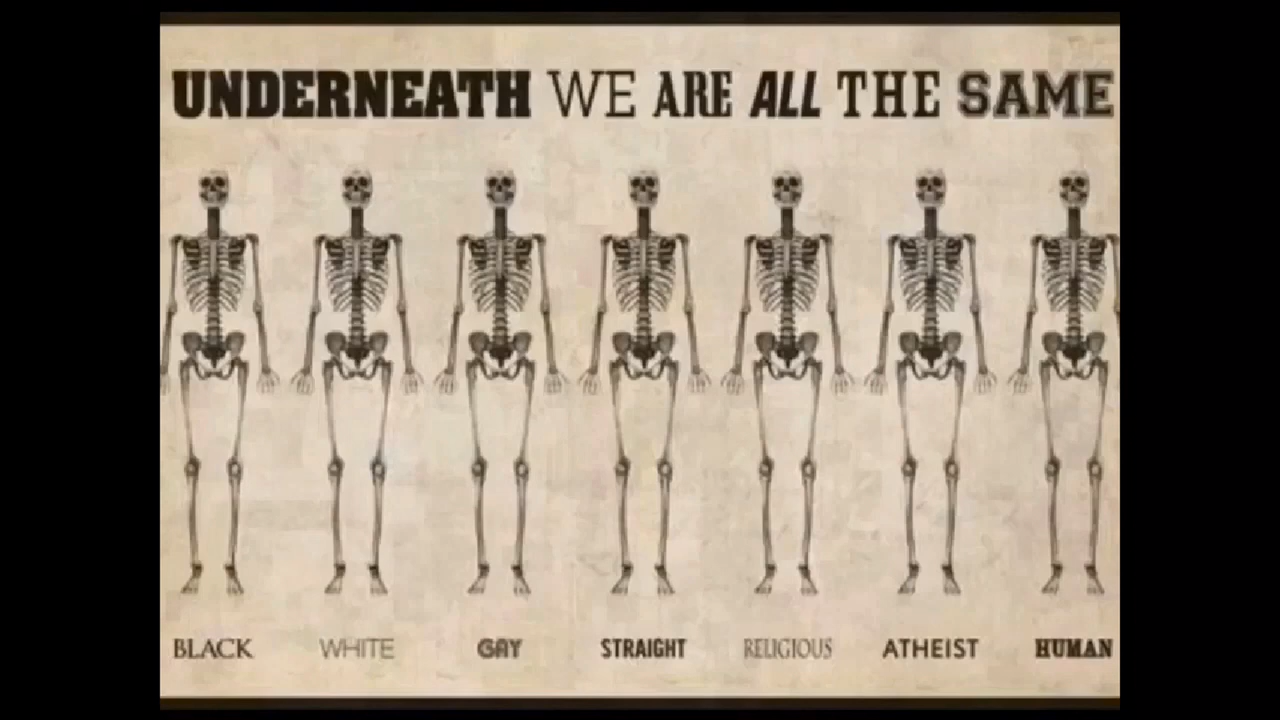 UNDERNEATH WE ARE ALL THE SAME
BLACK WHITE GAY STRAIGHT RELIGIOUS ATHEIST HUMAN